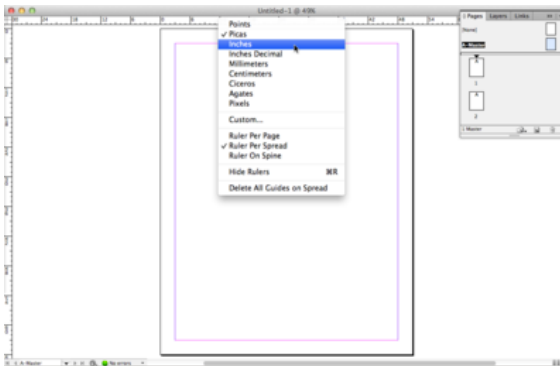 Untitled-1 @ 49%
Points
✓ Picas
Inches
Inches Decimal
Millimeters
Centimeters
Ciceros
Agates
Pixels
Custom...
Ruler Per Page
✓ Ruler Per Spread
Ruler On Spine
Hide Rulers ⌘R
Delete All Guides on Spread
Pages Layers Links
[None]
A-Master
A
1
A
2
1 Master
A-Master
No errors